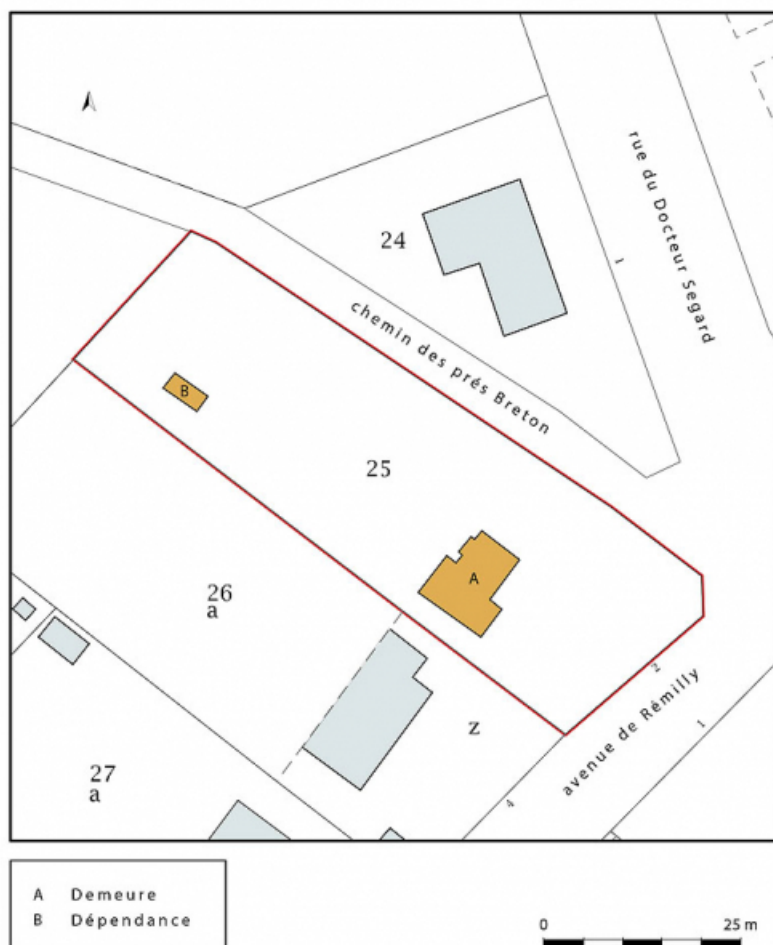 rue du Docteur Segard
24
1
chemin des prés Breton
B
25
A
26
a
2
avenue de Rémilly
1
z
27
a
4
A Demeure
B Dépendance
0 25 m